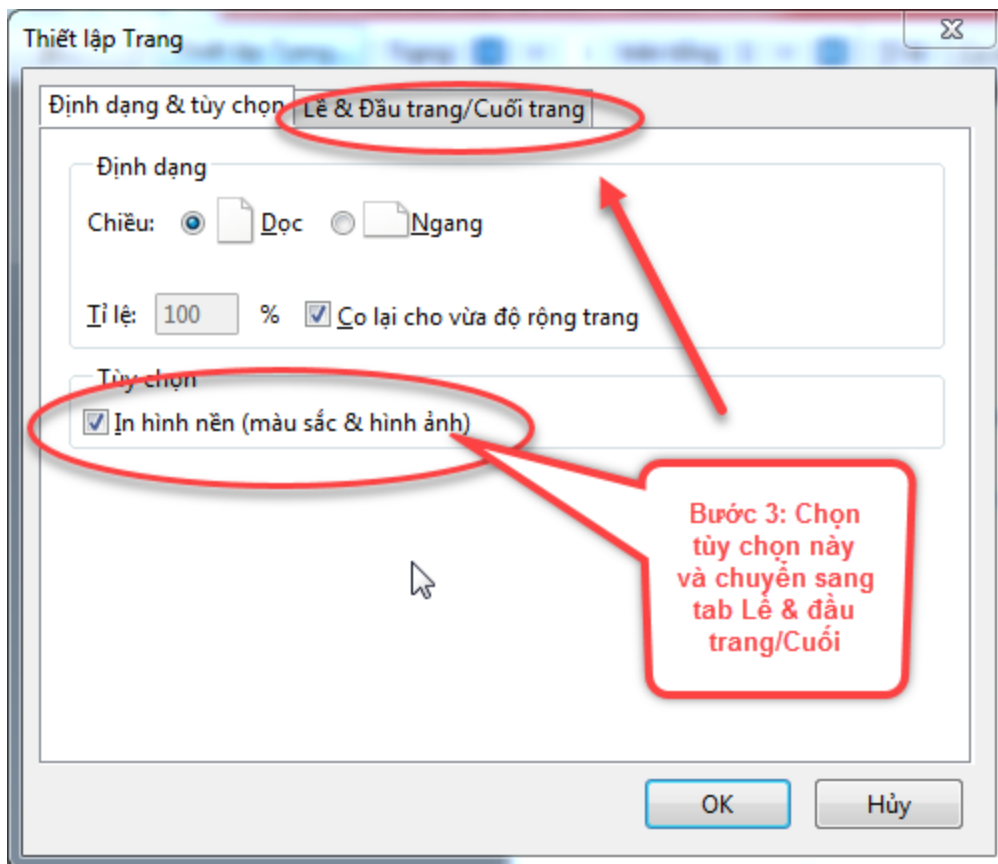 Thiết lập Trang
Định dạng & tùy chọn
Lề & Đầu trang/Cuối trang
Định dạng
Chiều:
Dọc
Ngang
Tỉ lệ:
100
%
Co lại cho vừa độ rộng trang
Tùy chọn
In hình nền (màu sắc & hình ảnh)
Bước 3: Chọn
tùy chọn này
và chuyển sang
tab Lề & đầu
trang/Cuối
OK
Hủy